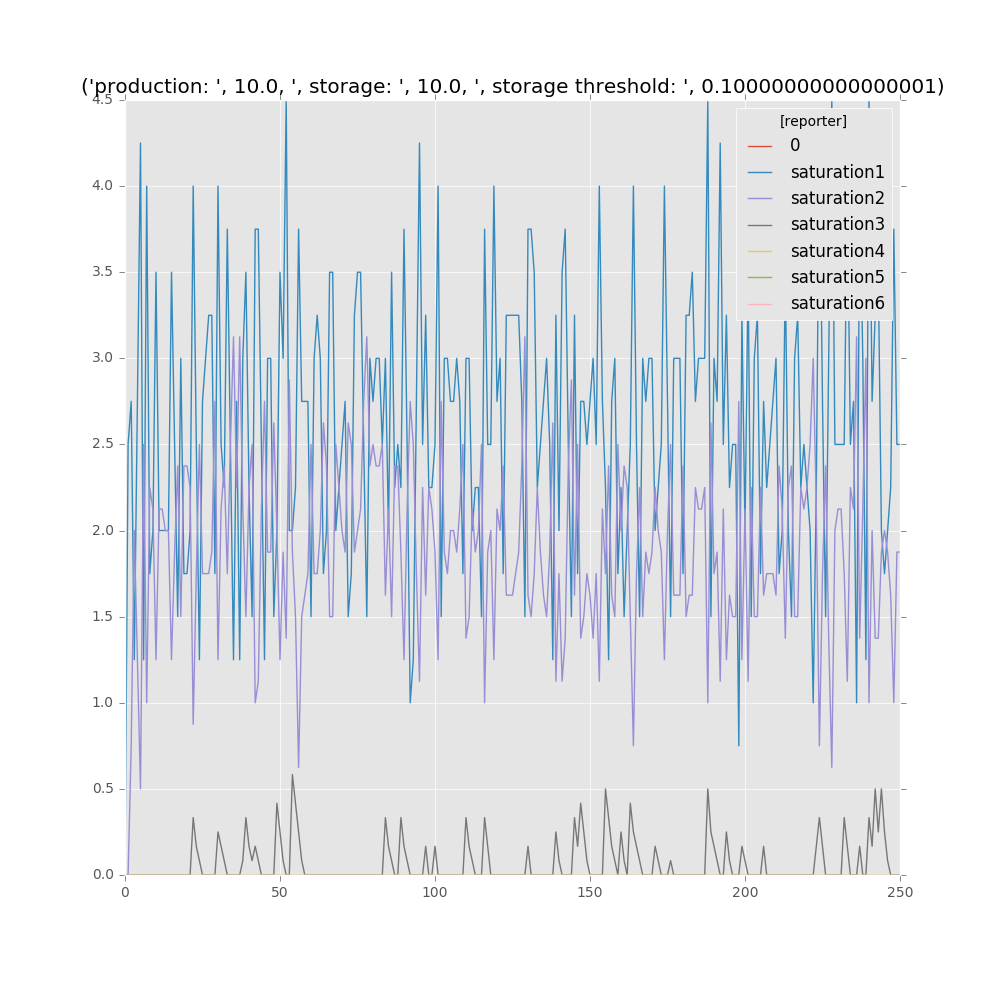 ('production: ', 10.0, ', storage: ', 10.0, ', storage threshold: ', 0.10000000000000001)
4.5
4.0
3.5
3.0
2.5
2.0
1.5
1.0
0.5
0.0
0
50
100
150
200
250
[reporter]
0
saturation1
saturation2
saturation3
saturation4
saturation5
saturation6